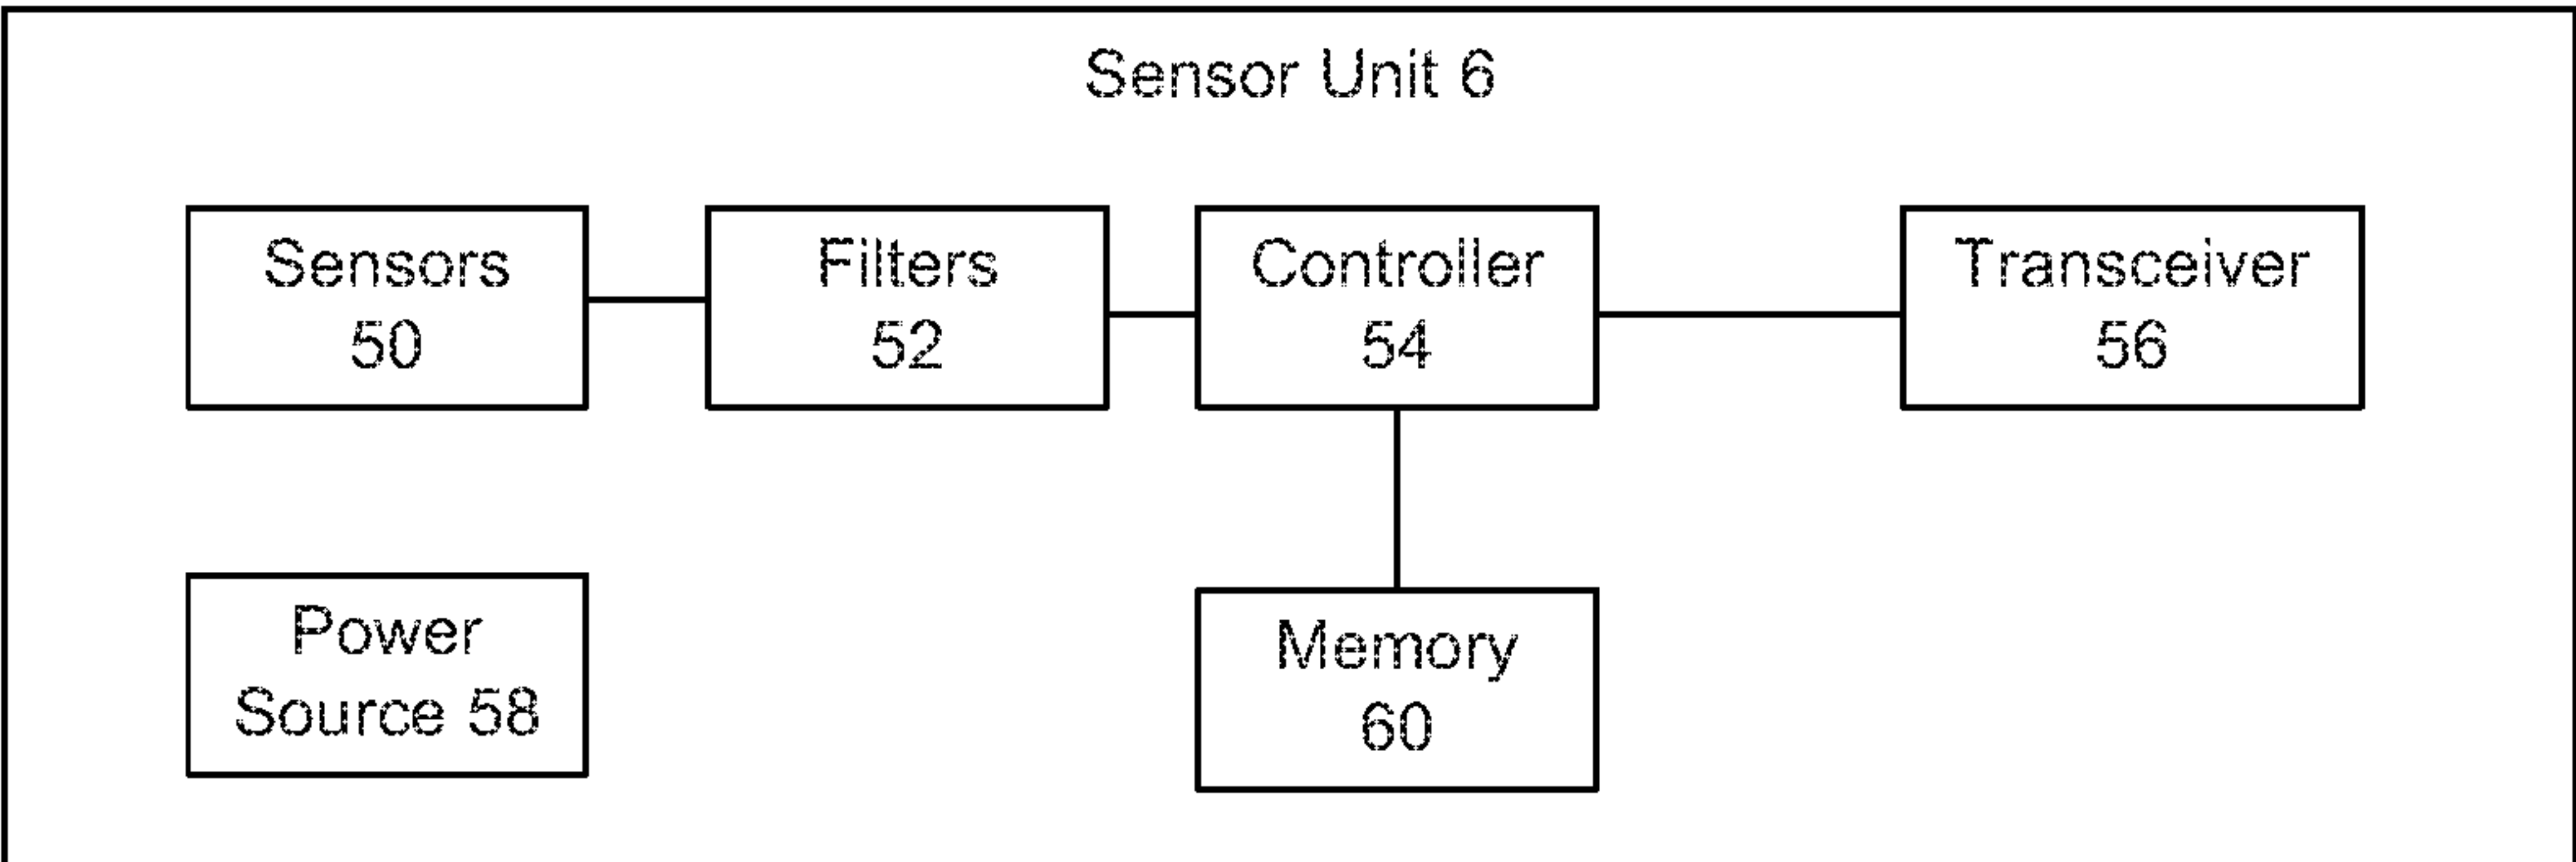 Sensor Unit 6
Sensors
50
Filters
52
Controller
54
Transceiver
56
Power
Source 58
Memory
60